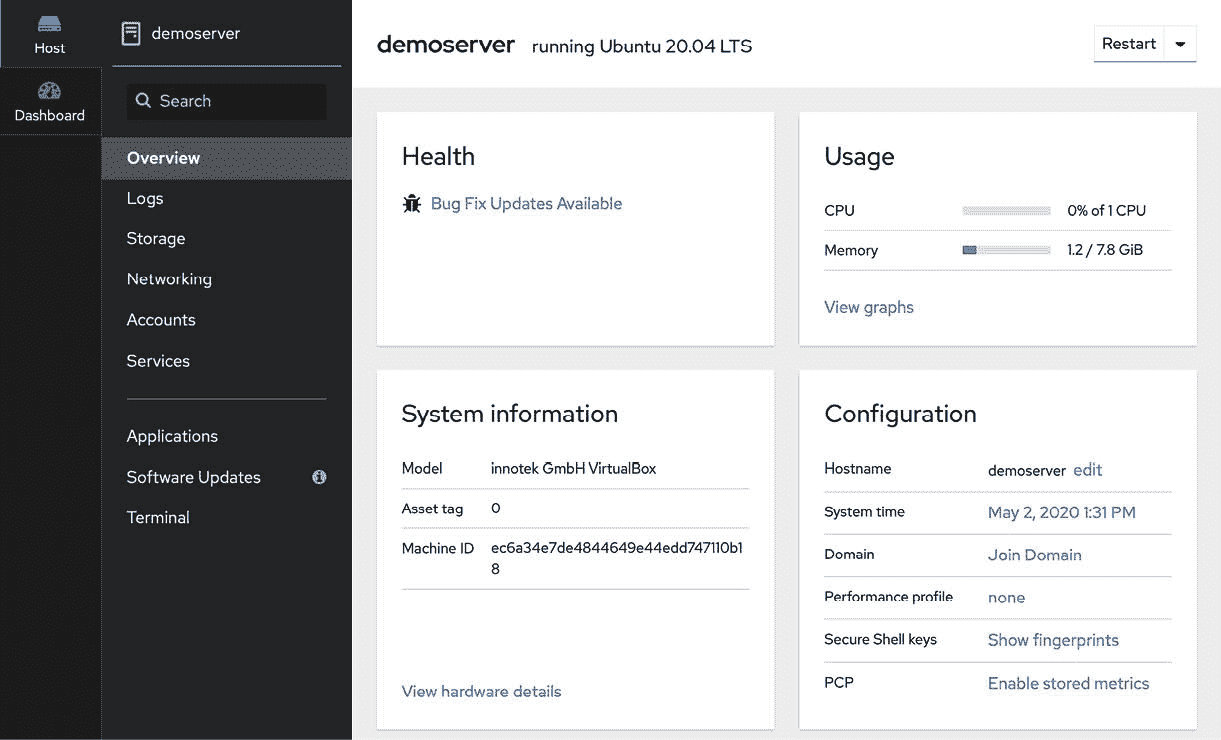 Host
Dashboard
demoserver
Search
Overview
Logs
Storage
Networking
Accounts
Services
Applications
Software Updates
Terminal
demoserver running Ubuntu 20.04 LTS
Restart
Health
Bug Fix Updates Available
Usage
CPU 0% of 1 CPU
Memory 1.2 / 7.8 GiB
View graphs
System information
Model innotek GmbH VirtualBox
Asset tag 0
Machine ID ec6a34e7de4844649e44edd747110b1
8
View hardware details
Configuration
Hostname demoserver edit
System time May 2, 2020 1:31 PM
Domain Join Domain
Performance profile none
Secure Shell keys Show fingerprints
PCP Enable stored metrics